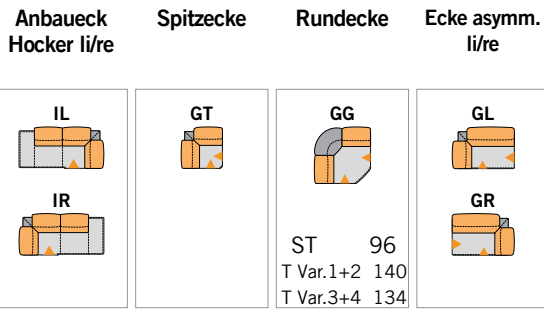 Anbaueck
Hocker li/re
Spitzecke
Rundecke
Ecke asymm.
li/re
IL
IR
GT
GG
ST 96
T Var.1+2 140
T Var.3+4 134
GL
GR